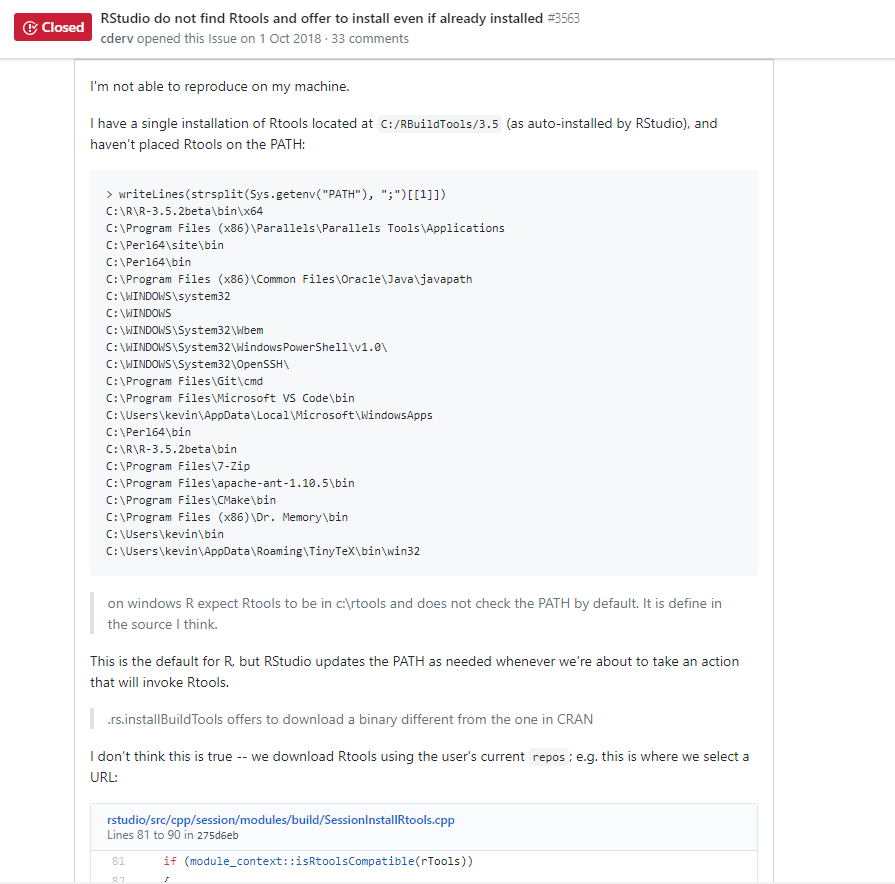 Closed
RStudio do not find Rtools and offer to install even if already installed #3563
cderv opened this Issue on 1 Oct 2018 · 33 comments
I'm not able to reproduce on my machine.
I have a single installation of Rtools located at C:/RBuildTools/3.5 (as auto-installed by RStudio), and
haven't placed Rtools on the PATH:
> writeLines(strsplit(Sys.getenv("PATH"), ";")[[1]])
C:\R\R-3.5.2beta\bin\x64
C:\Program Files (x86)\Parallels\Parallels Tools\Applications
C:\Perl64\site\bin
C:\Perl64\bin
C:\Program Files (x86)\Common Files\Oracle\Java\javapath
C:\WINDOWS\system32
C:\WINDOWS
C:\WINDOWS\System32\Wbem
C:\WINDOWS\System32\WindowsPowerShell\v1.0\
C:\WINDOWS\System32\OpenSSH\
C:\Program Files\Git\cmd
C:\Program Files\Microsoft VS Code\bin
C:\Users\kevin\AppData\Local\Microsoft\WindowsApps
C:\Perl64\bin
C:\R\R-3.5.2beta\bin
C:\Program Files\7-Zip
C:\Program Files\apache-ant-1.10.5\bin
C:\Program Files\CMake\bin
C:\Program Files (x86)\Dr. Memory\bin
C:\Users\kevin\bin
C:\Users\kevin\AppData\Roaming\TinyTeX\bin\win32
on windows R expect Rtools to be in c:\rtools and does not check the PATH by default. It is define in
the source I think.
This is the default for R, but RStudio updates the PATH as needed whenever we're about to take an action
that will invoke Rtools.
.rs.installBuildTools offers to download a binary different from the one in CRAN
I don't think this is true -- we download Rtools using the user's current repos; e.g. this is where we select a
URL:
rstudio/src/cpp/session/modules/build/SessionInstallRtools.cpp
Lines 81 to 90 in 275d6eb
81 if (module_context::isRtoolsCompatible(rTools))